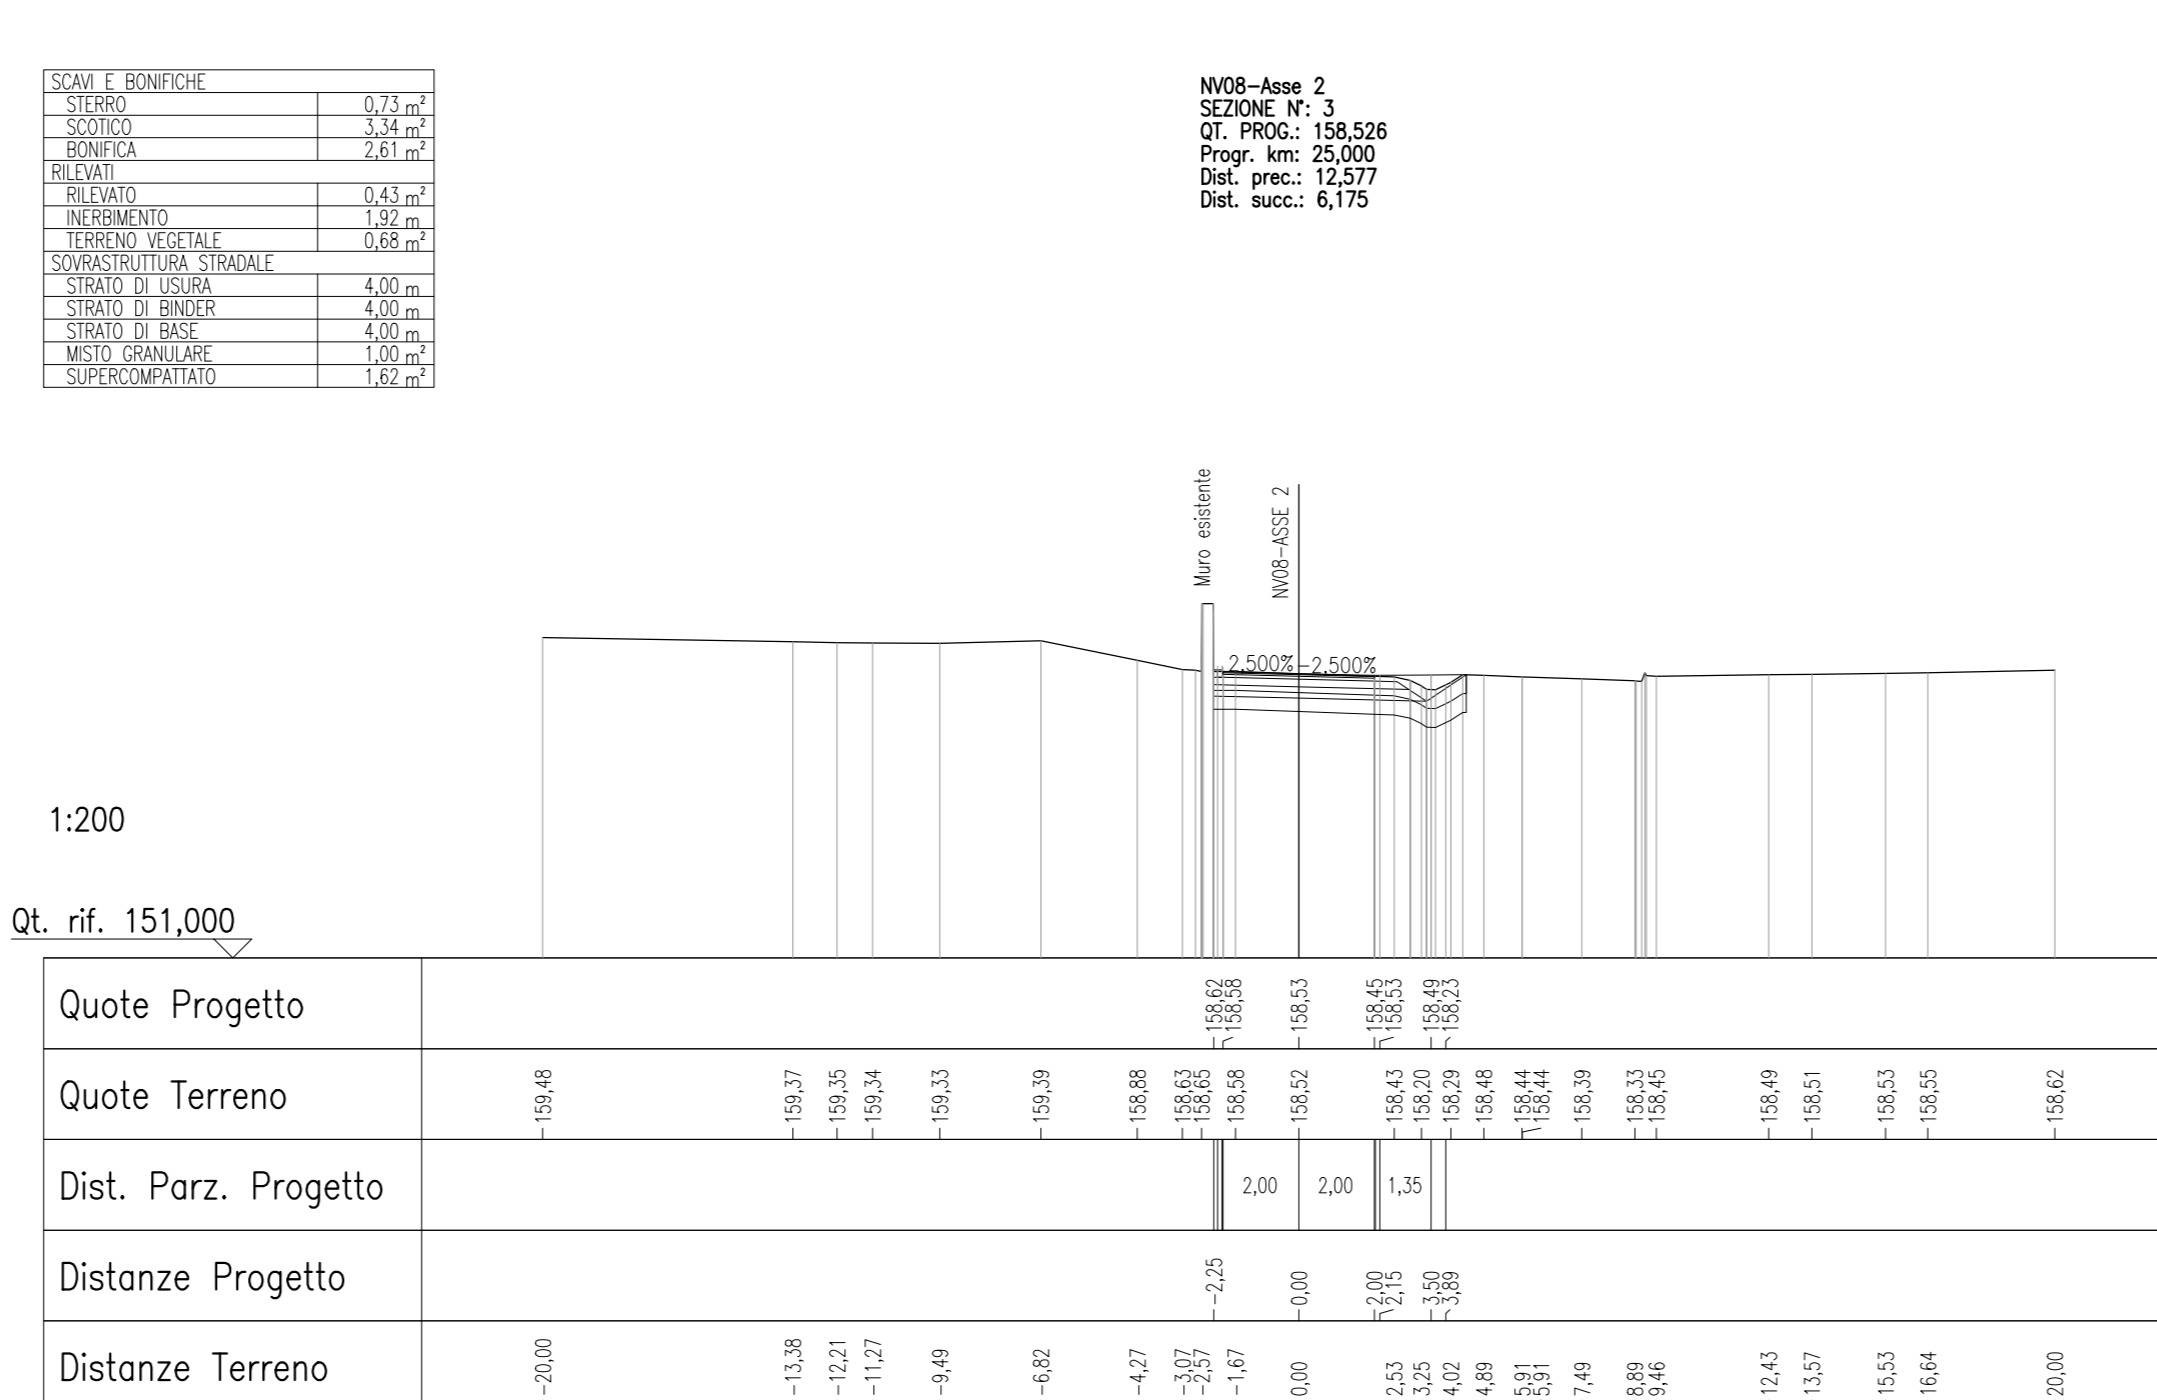 SCAVI E BONIFICHE
STERRO 0,73 m²
SCOTICO 3,34 m²
BONIFICA 2,61 m²
RILEVATI
RILEVATO 0,43 m²
INERBIMENTO 1,92 m
TERRENO VEGETALE 0,68 m²
SOVRASTRUTTURA STRADALE
STRATO DI USURA 4,00 m
STRATO DI BINDER 4,00 m
STRATO DI BASE 4,00 m
MISTO GRANULARE 1,00 m²
SUPERCOMPATTATO 1,62 m²
NV08-Asse 2
SEZIONE N°: 3
QT. PROG.: 158,526
Progr. km: 25,000
Dist. prec.: 12,577
Dist. succ.: 6,175
Muro esistente
NV08-ASSE 2
2,500% -2,500%
1:200
Qt. rif. 151,000
Quote Progetto 158,62 158,58 158,53 158,45 158,53 158,49 158,23
Quote Terreno 159,48 159,37 159,35 159,34 159,33 159,39 158,88 158,63 158,65 158,58 158,52 158,43 158,20 158,29 158,48 158,44 158,44 158,39 158,33 158,45 158,49 158,51 158,53 158,55 158,62
Dist. Parz. Progetto 2,00 2,00 1,35
Distanze Progetto -2,25 0,00 2,00 2,15 3,50 3,89
Distanze Terreno -20,00 -13,38 -12,21 -11,27 -9,49 -6,82 -4,27 -3,07 -2,57 -1,67 0,00 2,53 3,25 4,02 4,89 5,91 5,91 7,49 8,89 9,46 12,43 13,57 15,53 16,64 20,00